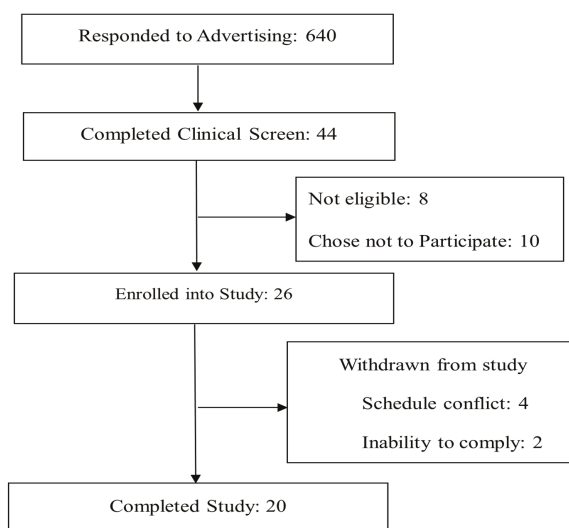 Responded to Advertising: 640
Completed Clinical Screen: 44
Not eligible: 8
Chose not to Participate: 10
Enrolled into Study: 26
Withdrawn from study
Schedule conflict: 4
Inability to comply: 2
Completed Study: 20